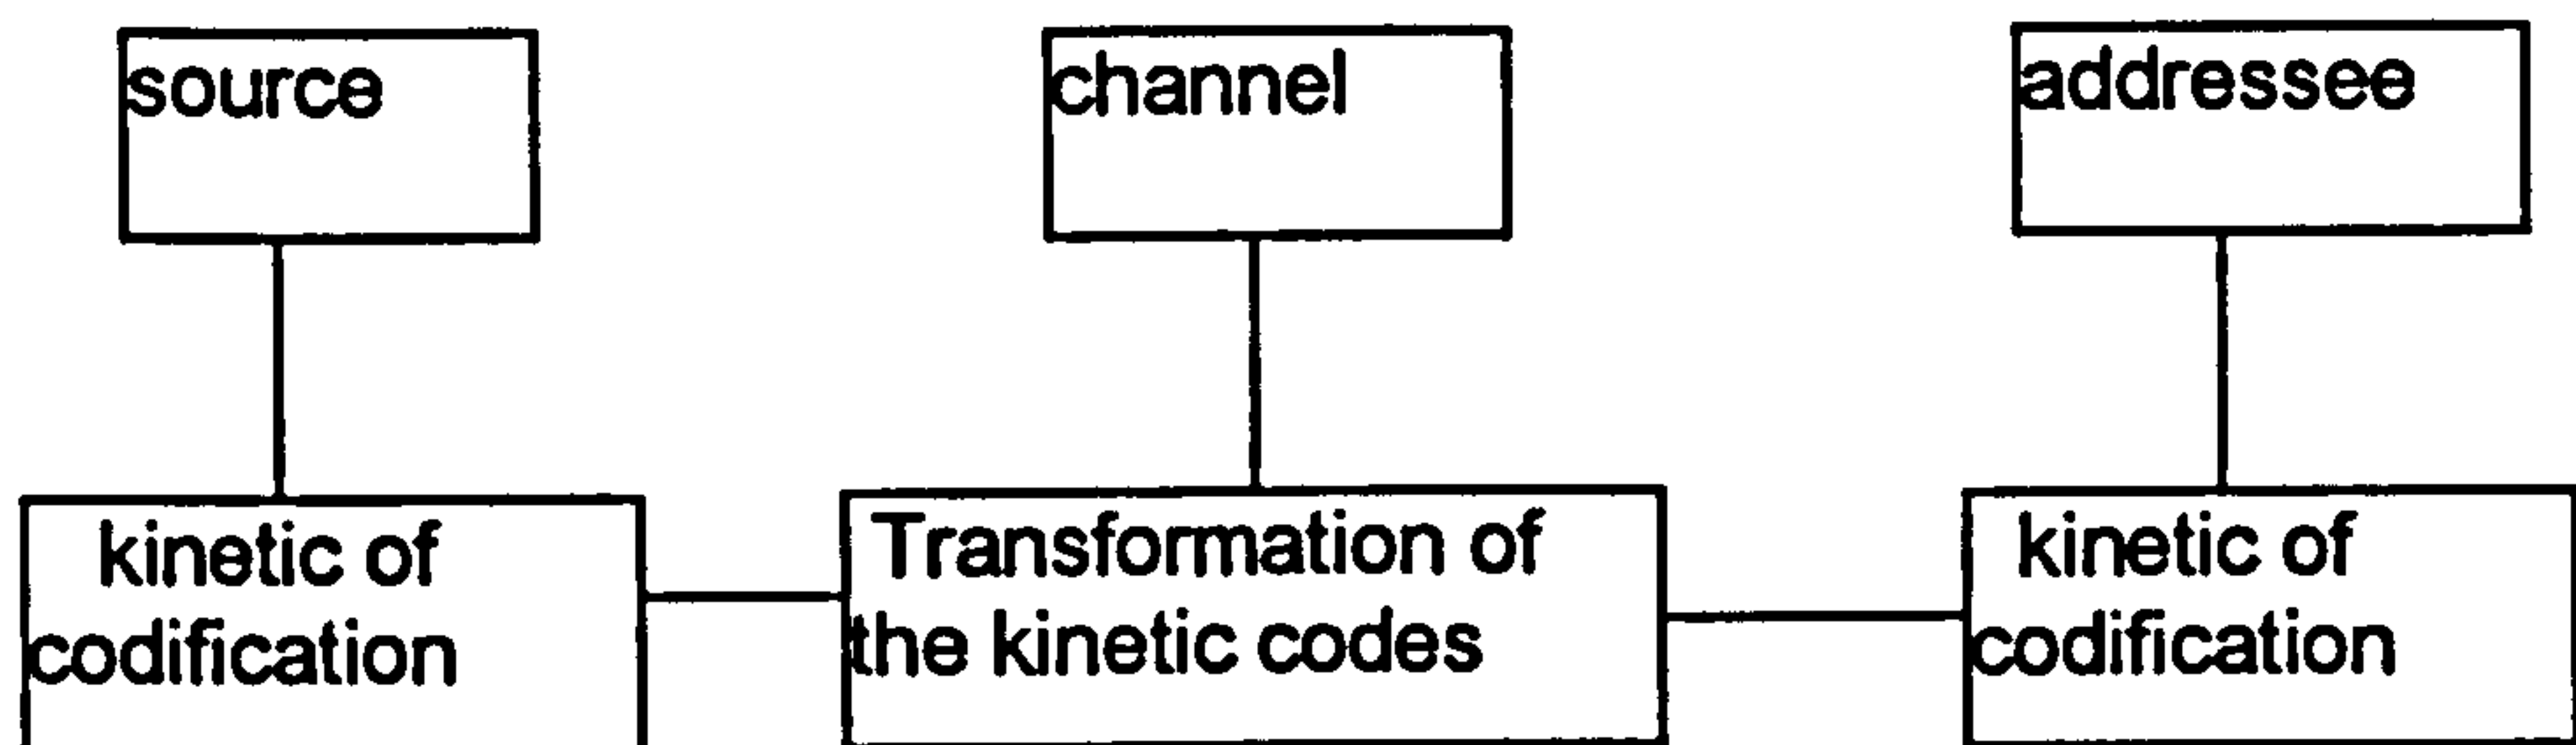 source
channel
addressee
kinetic of
codification
Transformation of
the kinetic codes
kinetic of
codification